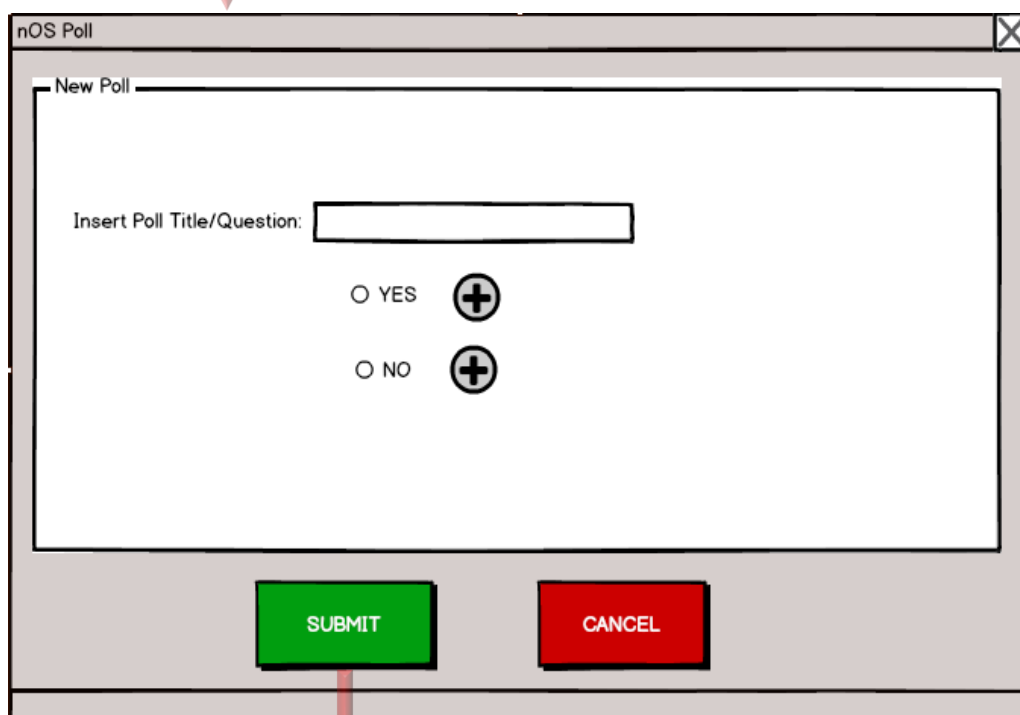 nOS Poll
New Poll
Insert Poll Title/Question:
YES
NO
SUBMIT
CANCEL